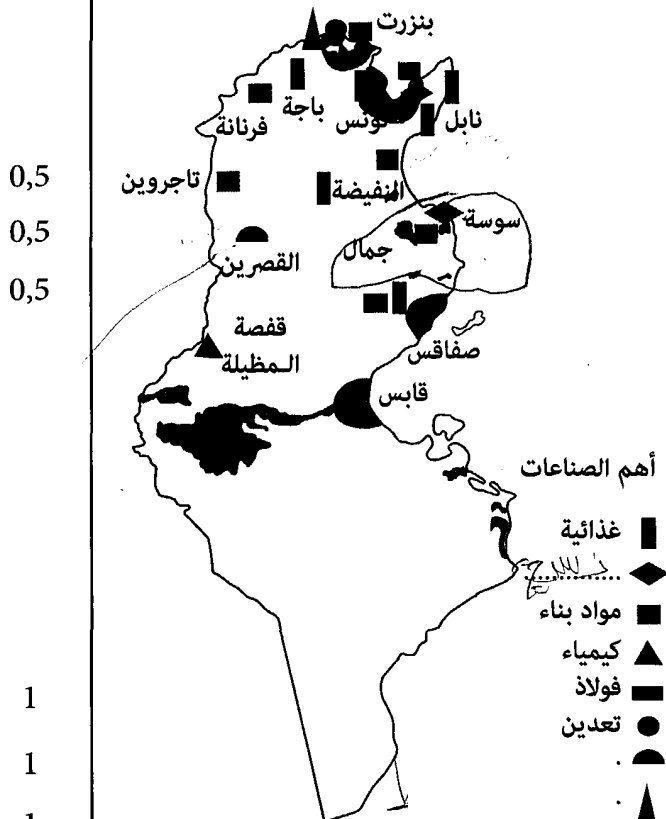 بنزرت
باجة
فرنانة
تونس
نابل
0,5
تاجروين
النفيضة
0,5
سوسة
جمال
القصرين
0,5
قفصة
المظيلة
صفاقس
قابس
أهم الصناعات
غذائية
مواد بناء
كيمياء
فولاذ
تعدين
1
1